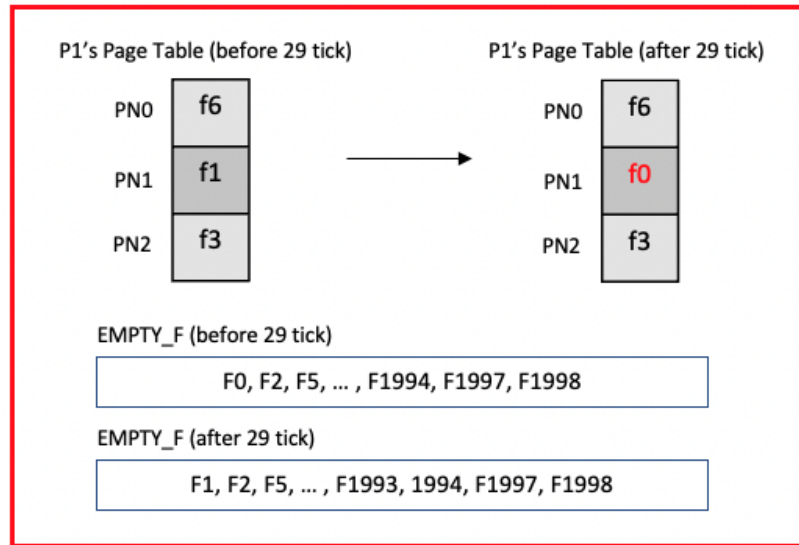 P1's Page Table (before 29 tick) P1's Page Table (after 29 tick)
PN0 f6 PN0 f6
PN1 f1 PN1 f0
PN2 f3 PN2 f3
EMPTY_F (before 29 tick)
F0, F2, F5, ... , F1994, F1997, F1998
EMPTY_F (after 29 tick)
F1, F2, F5, ... , F1993, 1994, F1997, F1998